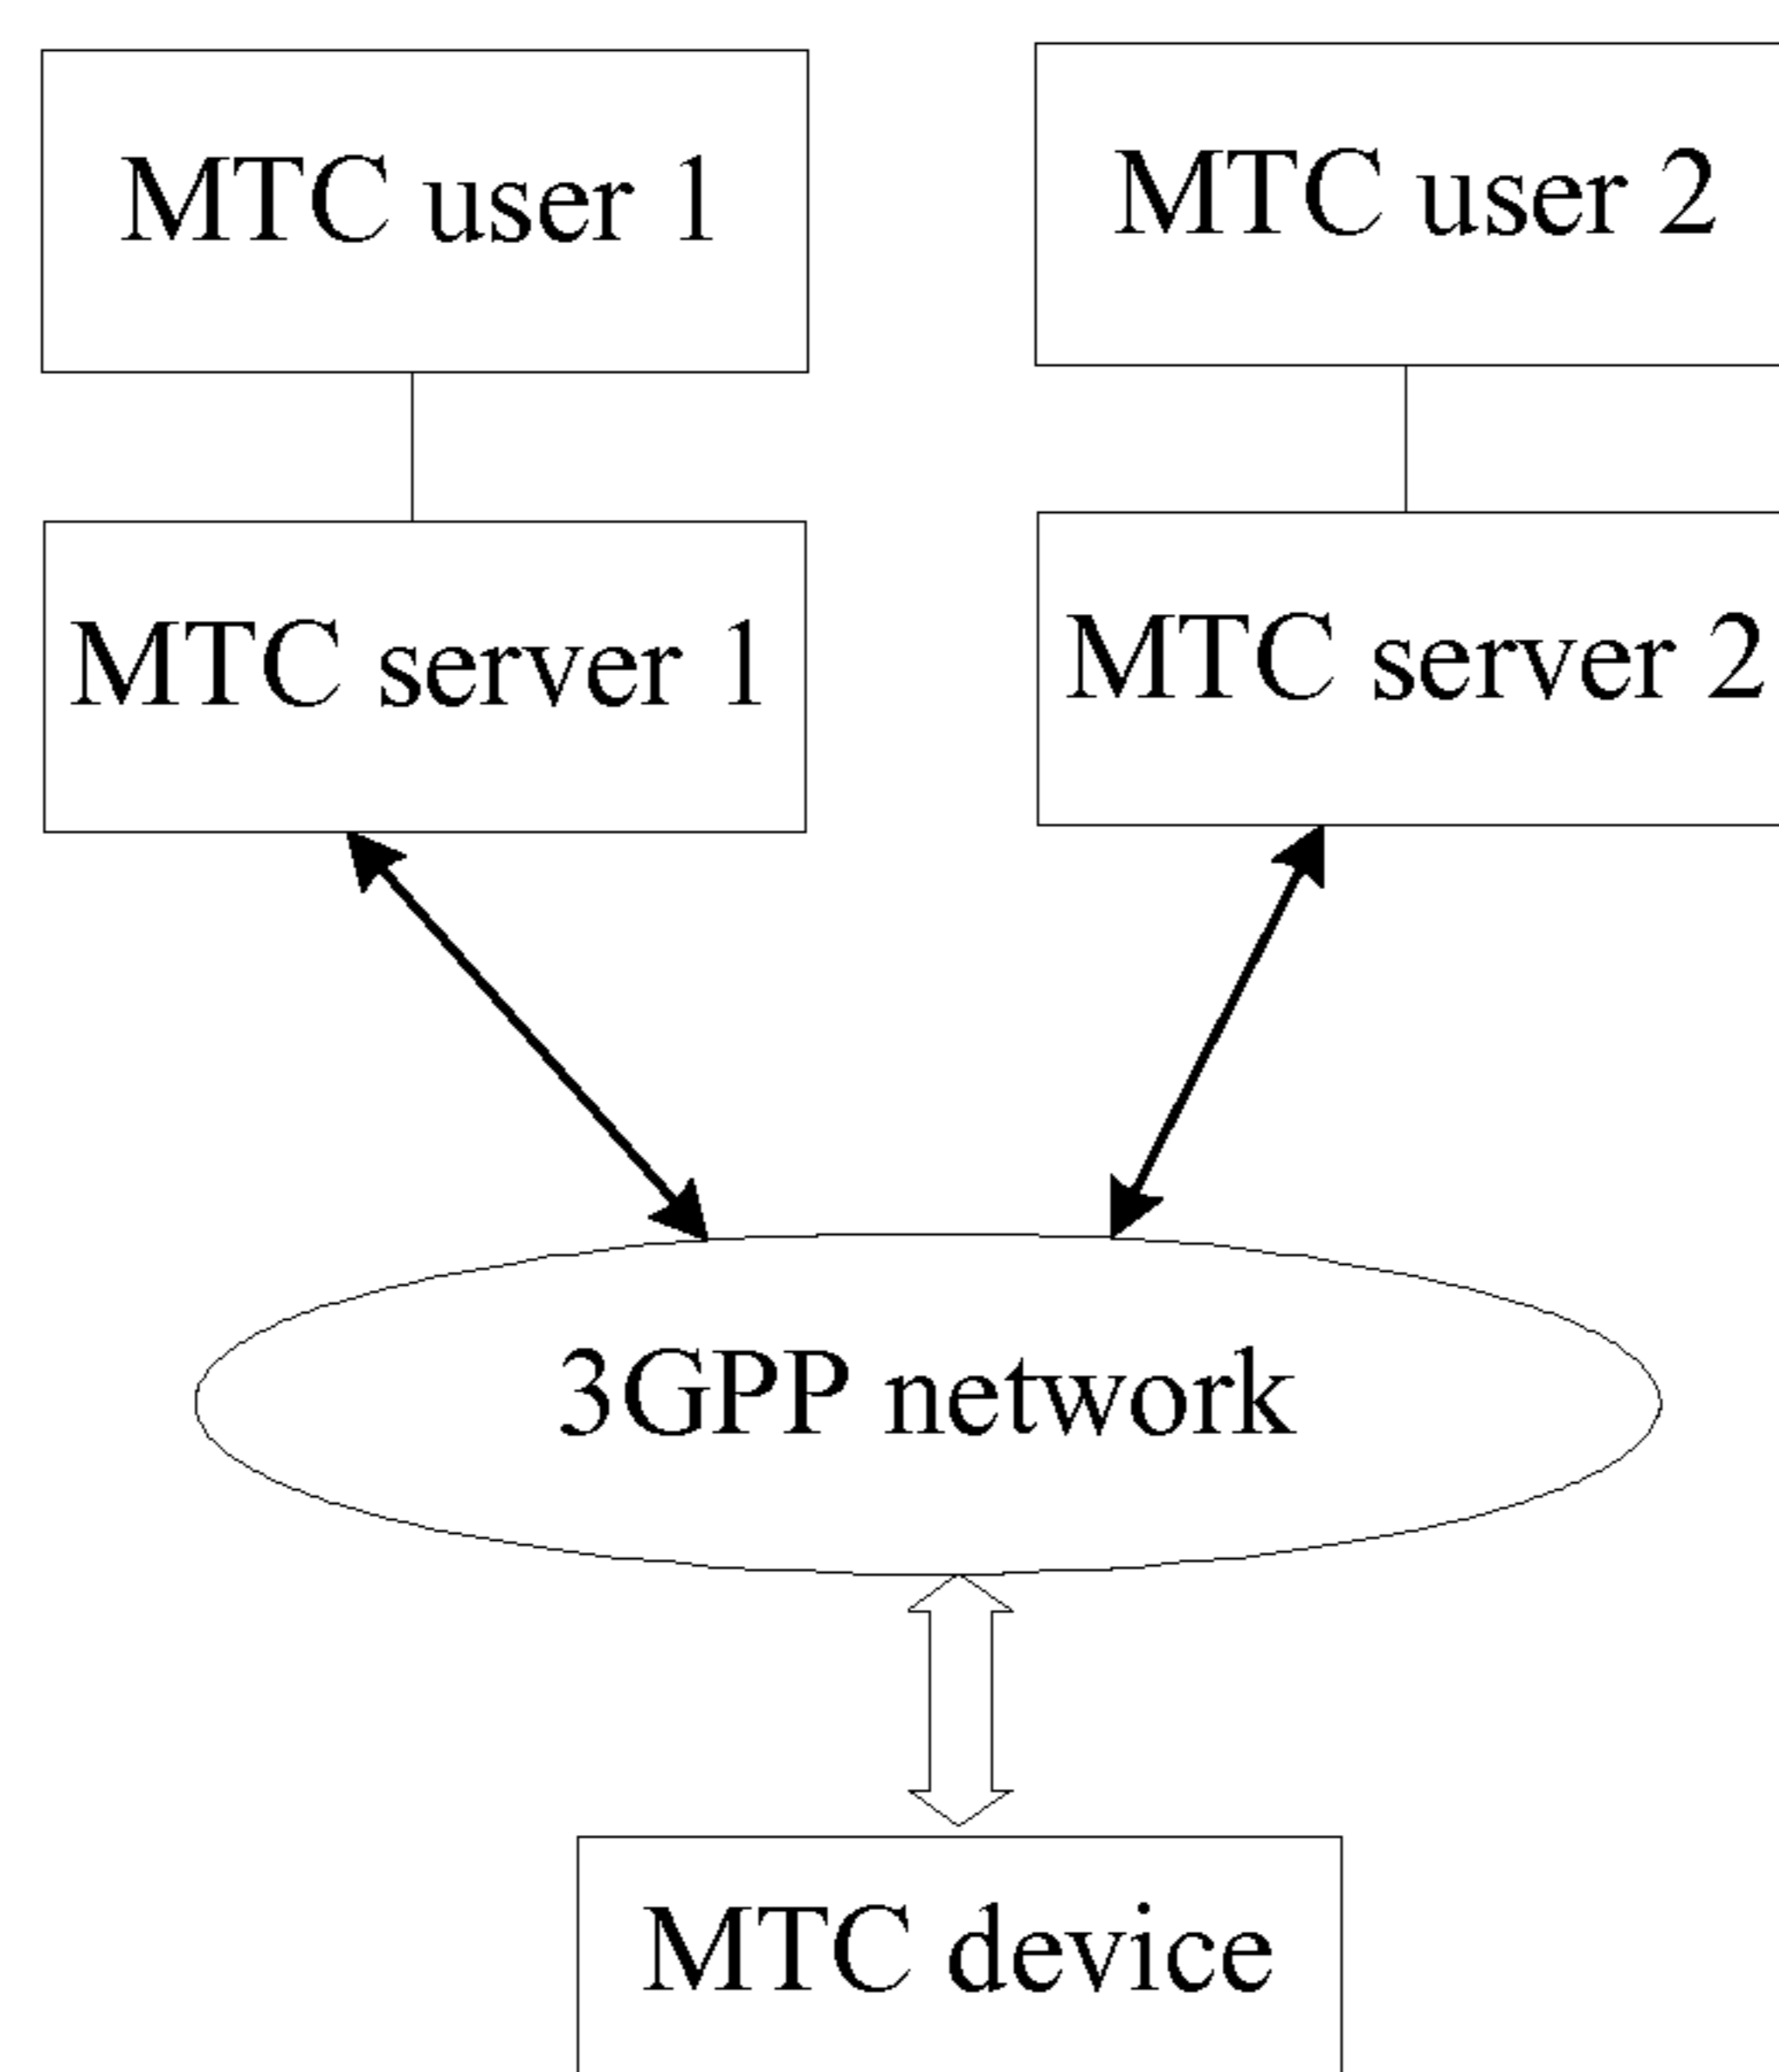 MTC user 1
MTC user 2
MTC server 1
MTC server 2
3GPP network
MTC device